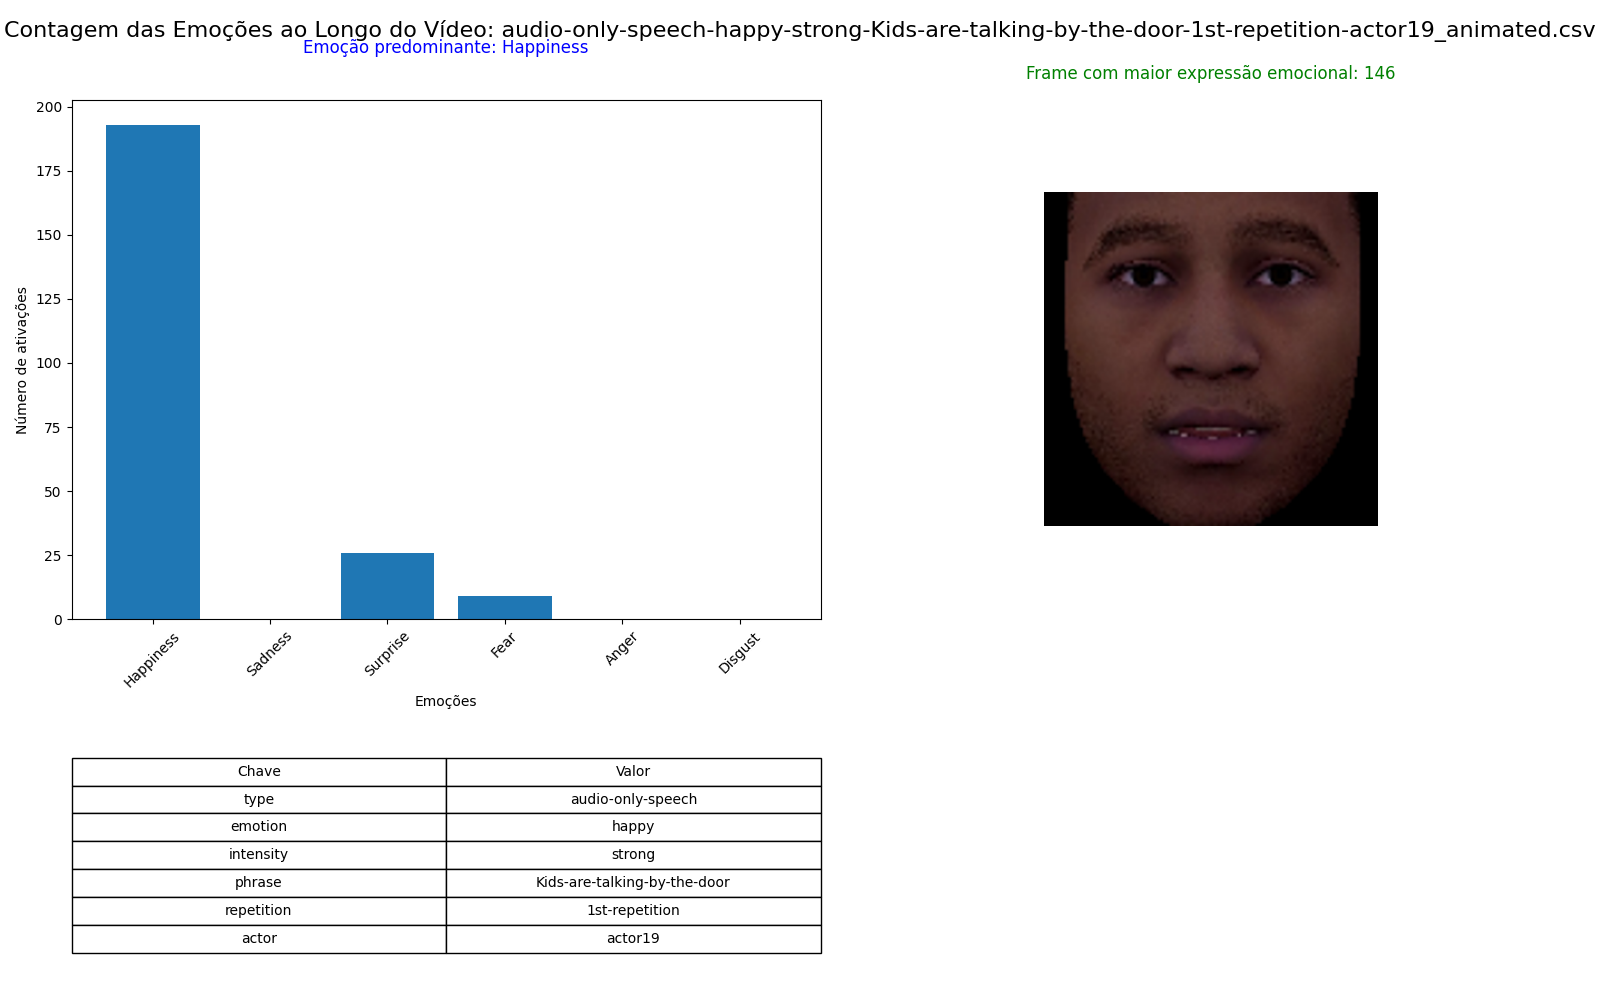 Contagem das Emoções ao Longo do Vídeo: audio-only-speech-happy-strong-Kids-are-talking-by-the-door-1st-repetition-actor19_animated.csv
Emoção predominante: Happiness
Frame com maior expressão emocional: 146
200
175
150
125
100
75
50
25
0
Número de ativações
Happiness
Sadness
Surprise
Fear
Anger
Disgust
Emoções
Chave Valor
type audio-only-speech
emotion happy
intensity strong
phrase Kids-are-talking-by-the-door
repetition 1st-repetition
actor actor19